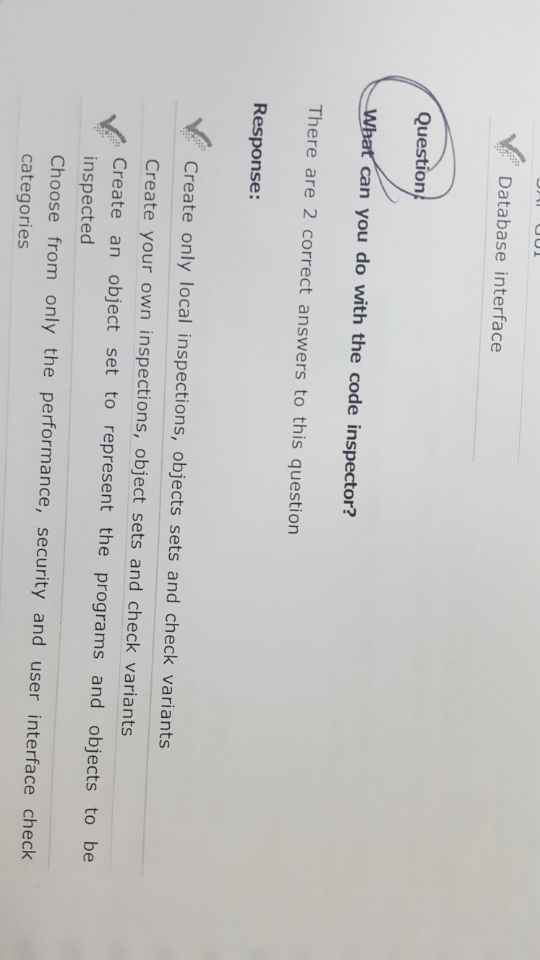 Database interface
Question:
What can you do with the code inspector?
There are 2 correct answers to this question
Response:
Create only local inspections, objects sets and check variants
Create your own inspections, object sets and check variants
Create an object set to represent the programs and objects to be
inspected
Choose from only the performance, security and user interface check
categories